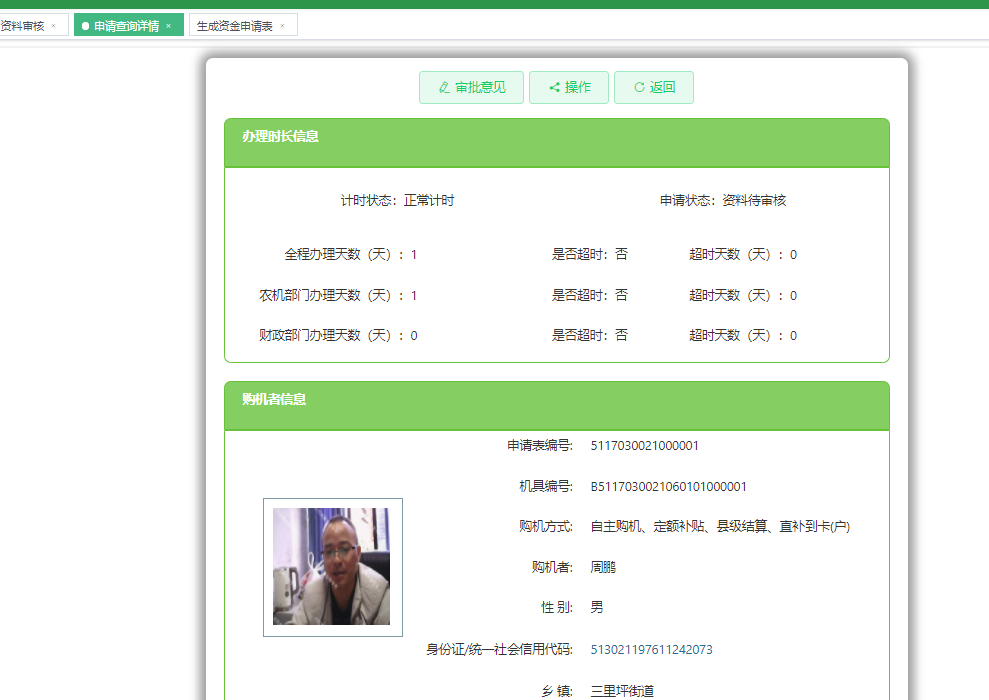 资料审核 ×
申请查询详情 ×
生成资金申请表 ×
审批意见
操作
返回
办理时长信息
计时状态：正常计时
申请状态：资料待审核
全程办理天数（天）：1
是否超时：否
超时天数（天）：0
农机部门办理天数（天）：1
是否超时：否
超时天数（天）：0
财政部门办理天数（天）：0
是否超时：否
超时天数（天）：0
购机者信息
申请表编号: 5117030021000001
机具编号: B5117030021060101000001
购机方式: 自主购机、定额补贴、县级结算、直补到卡(户)
购机者: 周鹏
性 别: 男
身份证/统一社会信用代码: 513021197611242073
乡 镇: 三里坪街道